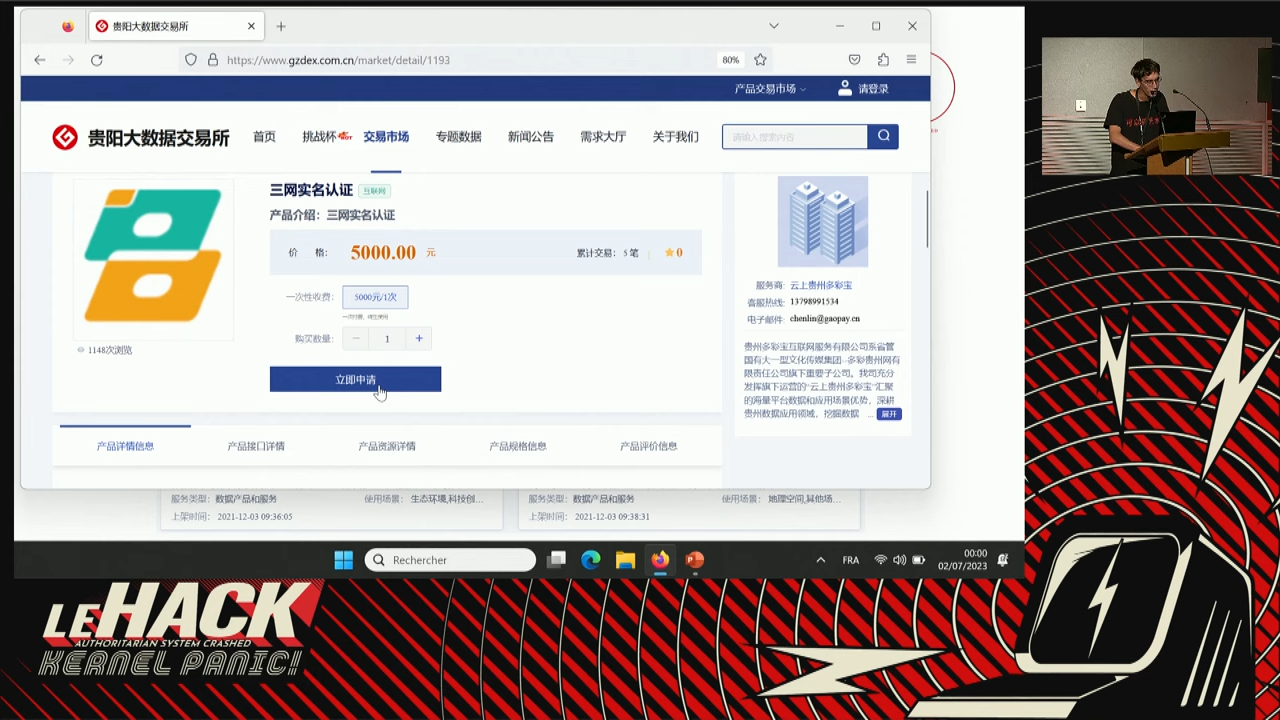 贵阳大数据交易所
https://www.gzdex.com.cn/market/detail/1193
80%
产品交易市场
请登录
贵阳大数据交易所
首页
挑战杯
交易市场
专题数据
新闻公告
需求大厅
关于我们
请输入搜索内容
三网实名认证
互联网
产品介绍：三网实名认证
价 格：
5000.00 元
累计交易：5 笔
0
一次性收费：
5000元/1次
购买数量：
1
立即申请
1148次浏览
服务商：云上贵州多彩宝
客服热线：13798991534
电子邮件：chenlin@gaopay.cn
贵州多彩宝互联网服务有限公司系省管
国有大一型文化传媒集团--多彩贵州网有
限责任公司旗下重要子公司。我司充分
发挥旗下运营的“云上贵州多彩宝”汇聚
的海量平台数据和应用场景优势，深耕
贵州数据应用领域，挖掘数据 ...
展开
产品详情信息
产品接口详情
产品资源详情
产品规格信息
产品评价信息
服务类型：数据产品和服务
使用场景：生态环境,科技创...
上架时间：2021-12-03 09:36:05
服务类型：数据产品和服务
使用场景：地理空间,其他场...
上架时间：2021-12-03 09:38:31
Rechercher
FRA
00:00
02/07/2023
LEHACK
AUTHORITARIAN SYSTEM CRASHED
KERNEL PANIC!